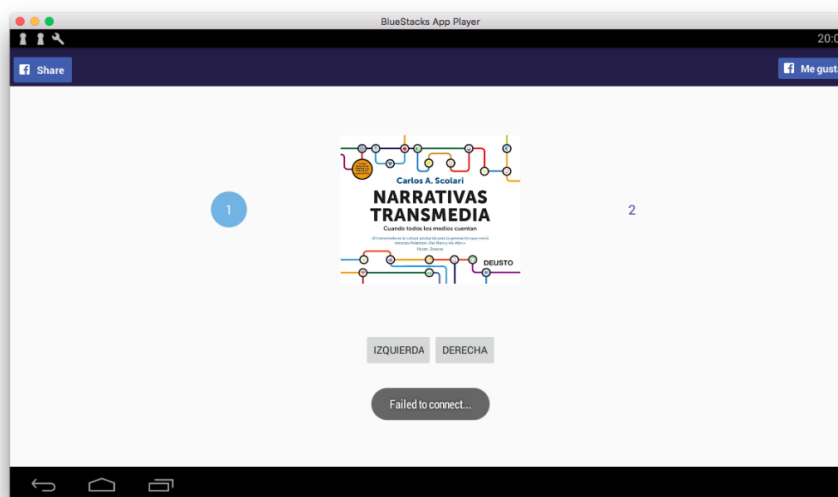 BlueStacks App Player
20:0
Share
Me gust
Carlos A. Scolari
NARRATIVAS
TRANSMEDIA
Cuando todos los medios cuentan
DEUSTO
1
2
IZQUIERDA
DERECHA
Failed to connect...